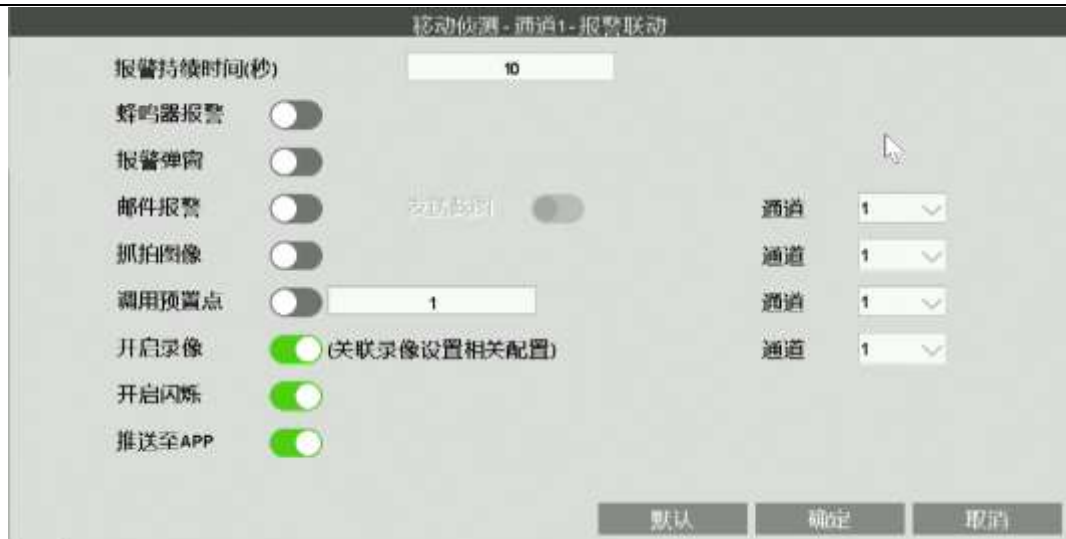 移动侦测-通道1-报警联动
报警持续时间(秒) 10
蜂鸣器报警
报警弹窗
邮件报警 通道 1
抓拍图像 通道 1
调用预置点 1 通道 1
开启录像 (关联录像设置相关配置) 通道 1
开启闪烁
推送至APP
默认 确定 取消